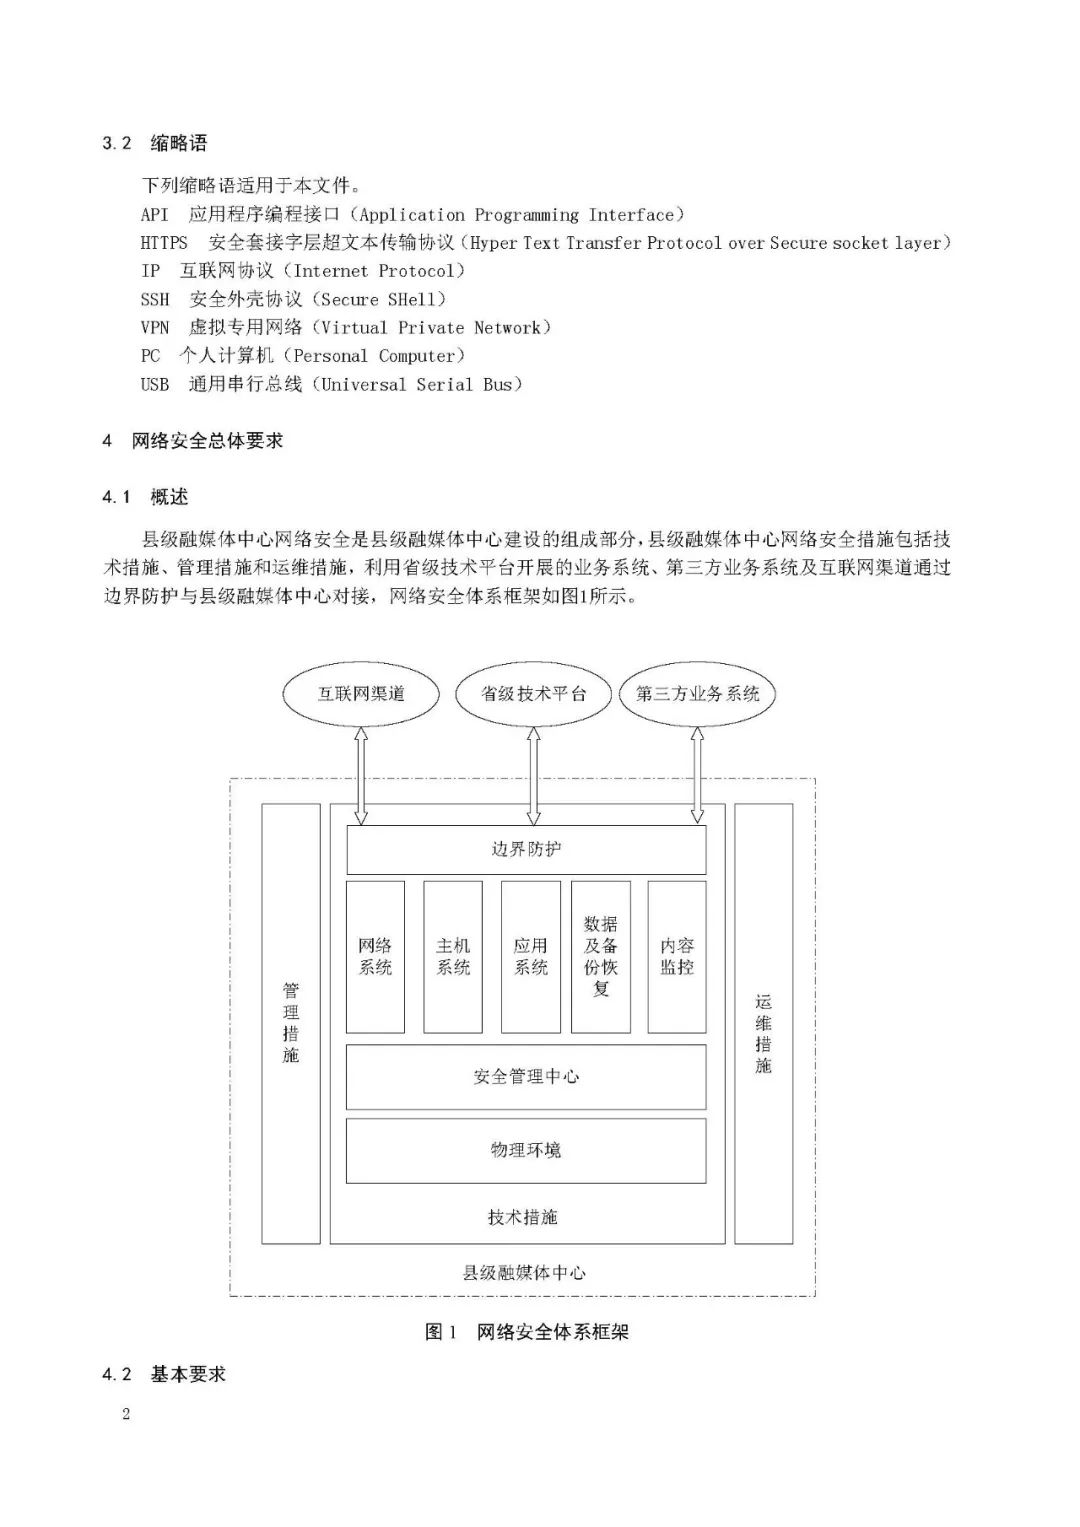 3.2 缩略语
下列缩略语适用于本文件。
API 应用程序编程接口（Application Programming Interface）
HTTPS 安全套接字层超文本传输协议（Hyper Text Transfer Protocol over Secure socket layer）
IP 互联网协议（Internet Protocol）
SSH 安全外壳协议（Secure SHell）
VPN 虚拟专用网络（Virtual Private Network）
PC 个人计算机（Personal Computer）
USB 通用串行总线（Universal Serial Bus）
4 网络安全总体要求
4.1 概述
县级融媒体中心网络安全是县级融媒体中心建设的组成部分，县级融媒体中心网络安全措施包括技
术措施、管理措施和运维措施，利用省级技术平台开展的业务系统、第三方业务系统及互联网渠道通过
边界防护与县级融媒体中心对接，网络安全体系框架如图1所示。
互联网渠道
省级技术平台
第三方业务系统
管理措施
边界防护
网络
系统
主机
系统
应用
系统
数据
及备
份恢
复
内容
监控
安全管理中心
物理环境
技术措施
运维措施
县级融媒体中心
图 1 网络安全体系框架
4.2 基本要求
2